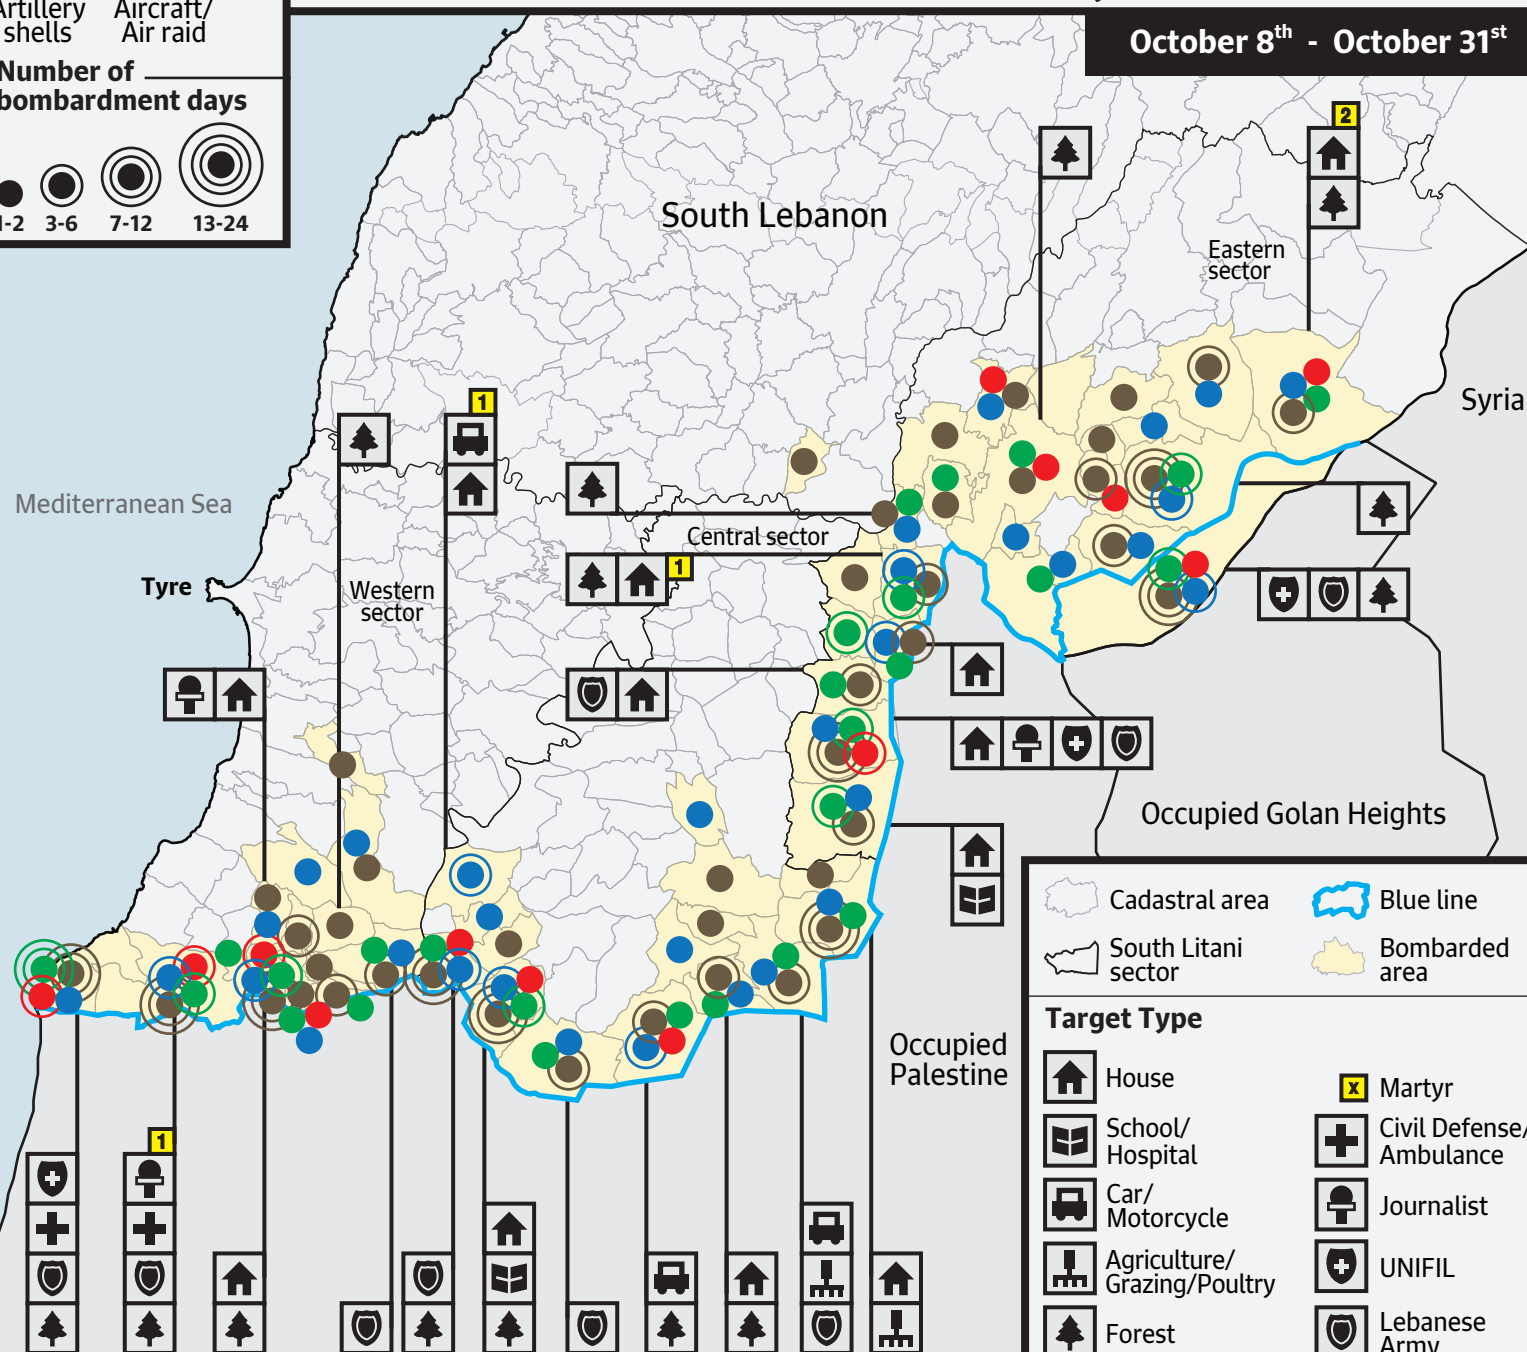 Artillery
shells
Aircraft/
Air raid
Number of
bombardment days
1-2
3-6
7-12
13-24
October 8th - October 31st
2
South Lebanon
Eastern
sector
Syria
1
Mediterranean Sea
Central sector
Tyre
1
Western
sector
Occupied Golan Heights
Occupied
Palestine
1
Cadastral area
Blue line
South Litani
sector
Bombarded
area
Target Type
House
x Martyr
School/
Hospital
Civil Defense/
Ambulance
Car/
Motorcycle
Journalist
Agriculture/
Grazing/Poultry
UNIFIL
Forest
Lebanese
Army